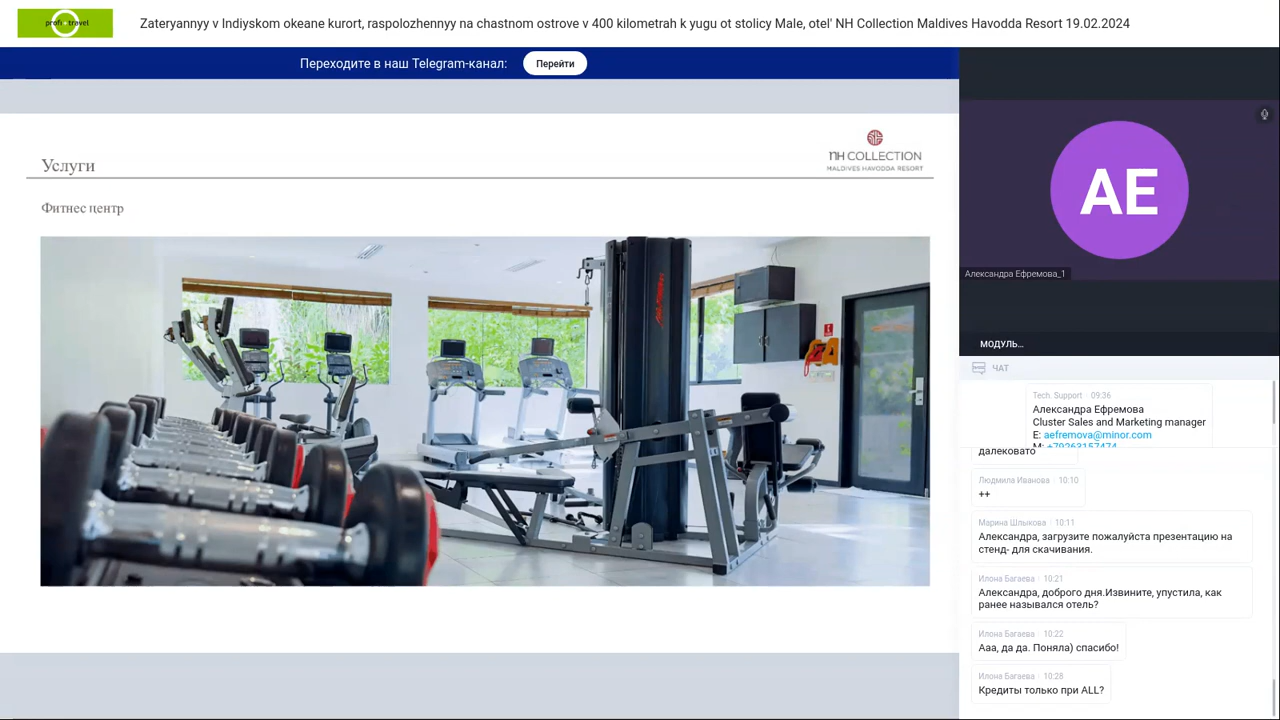 profi travel
Zateryannyy v Indiyskom okeane kurort, raspolozhennyy na chastnom ostrove v 400 kilometrah k yugu ot stolicy Male, otel' NH Collection Maldives Havodda Resort 19.02.2024
Переходите в наш Telegram-канал:
Перейти
NH COLLECTION
MALDIVES HAVODDA RESORT
Услуги
Фитнес центр
AE
Александра Ефремова_1
МОДУЛЬ…
ЧАТ
Tech. Support 09:36
Александра Ефремова
Cluster Sales and Marketing manager
E: aefremova@minor.com
M: +79263157474
далековато
Людмила Иванова 10:10
++
Марина Шлыкова 10:11
Александра, загрузите пожалуйста презентацию на
стенд- для скачивания.
Илона Багаева 10:21
Александра, доброго дня.Извините, упустила, как
ранее назывался отель?
Илона Багаева 10:22
Ааа, да да. Поняла) спасибо!
Илона Багаева 10:28
Кредиты только при ALL?